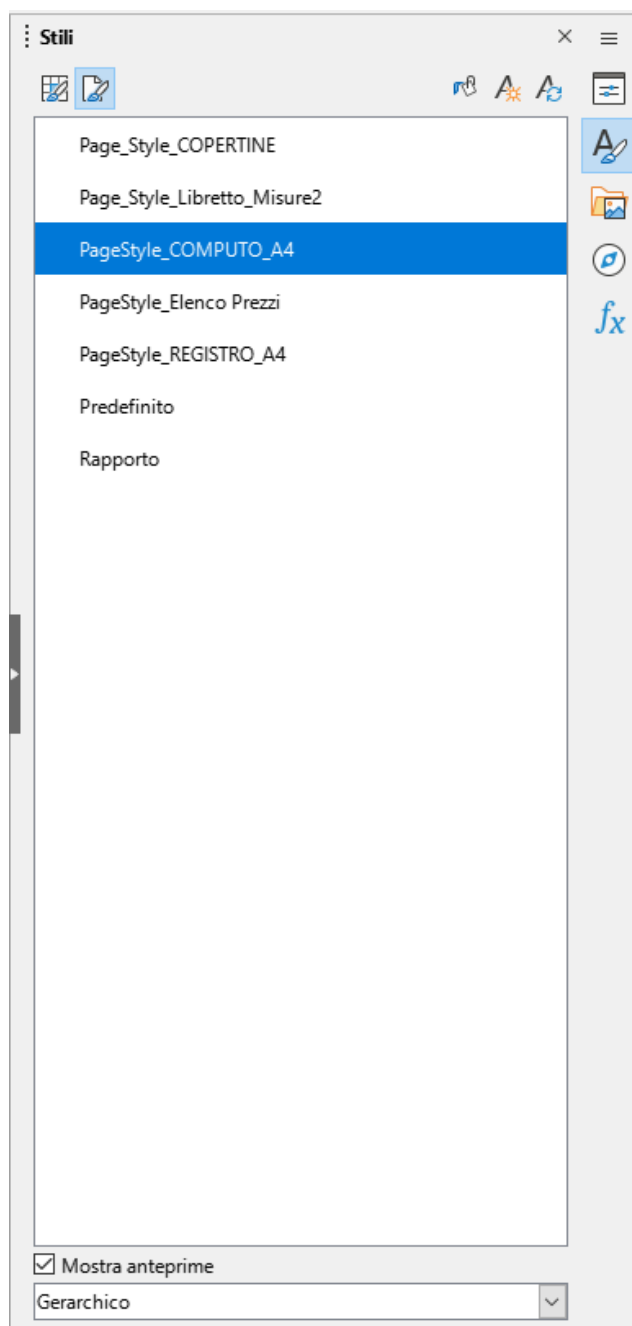 Stili
Page_Style_COPERTINE
Page_Style_Libretto_Misure2
PageStyle_COMPUTO_A4
PageStyle_Elenco Prezzi
PageStyle_REGISTRO_A4
Predefinito
Rapporto
Mostra anteprime
Gerarchico